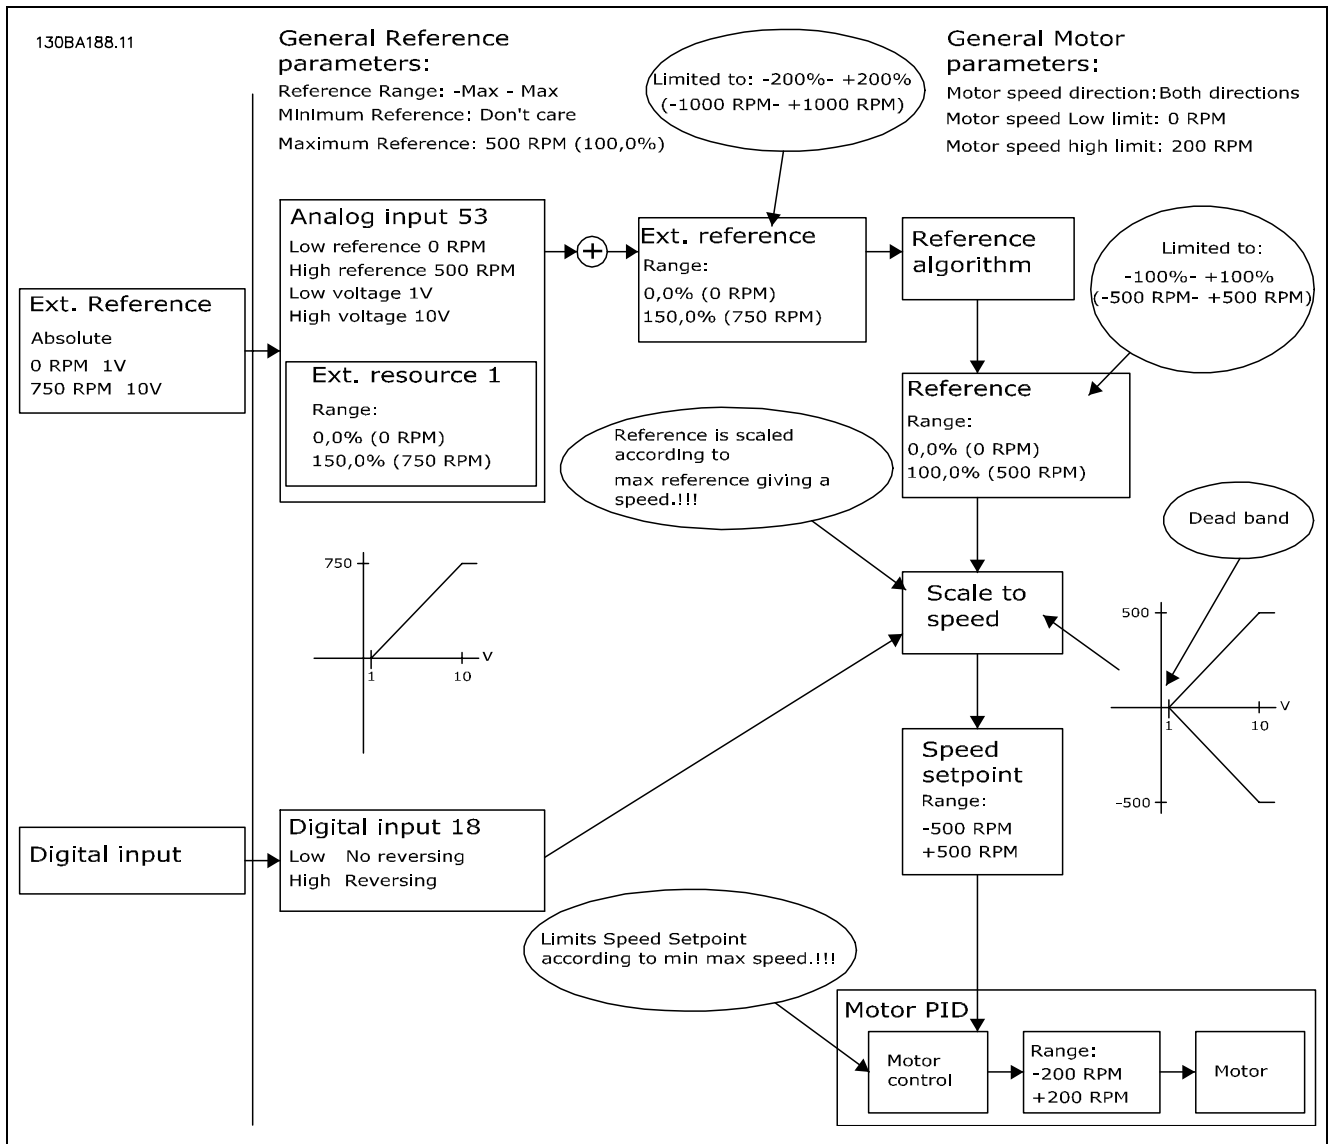 130BA188.11
General Reference
parameters:
Reference Range: -Max - Max
MInImum Reference: Don't care
Maximum Reference: 500 RPM (100,0%)
Limited to: -200%- +200%
(-1000 RPM- +1000 RPM)
General Motor
parameters:
Motor speed direction:Both directions
Motor speed Low limit: 0 RPM
Motor speed high limit: 200 RPM
Ext. Reference
Absolute
0 RPM 1V
750 RPM 10V
Analog input 53
Low reference 0 RPM
High reference 500 RPM
Low voltage 1V
High voltage 10V
Ext. resource 1
Range:
0,0% (0 RPM)
150,0% (750 RPM)
+
Ext. reference
Range:
0,0% (0 RPM)
150,0% (750 RPM)
Reference
algorithm
Limited to:
-100%- +100%
(-500 RPM- +500 RPM)
Reference
Range:
0,0% (0 RPM)
100,0% (500 RPM)
Reference is scaled
according to
max reference giving a
speed.!!!
Dead band
750
V
1
10
Scale to
speed
500
V
1
10
-500
Speed
setpoint
Range:
-500 RPM
+500 RPM
Digital input
Digital input 18
Low No reversing
High Reversing
Limits Speed Setpoint
according to min max speed.!!!
Motor PID
Motor
control
Range:
-200 RPM
+200 RPM
Motor